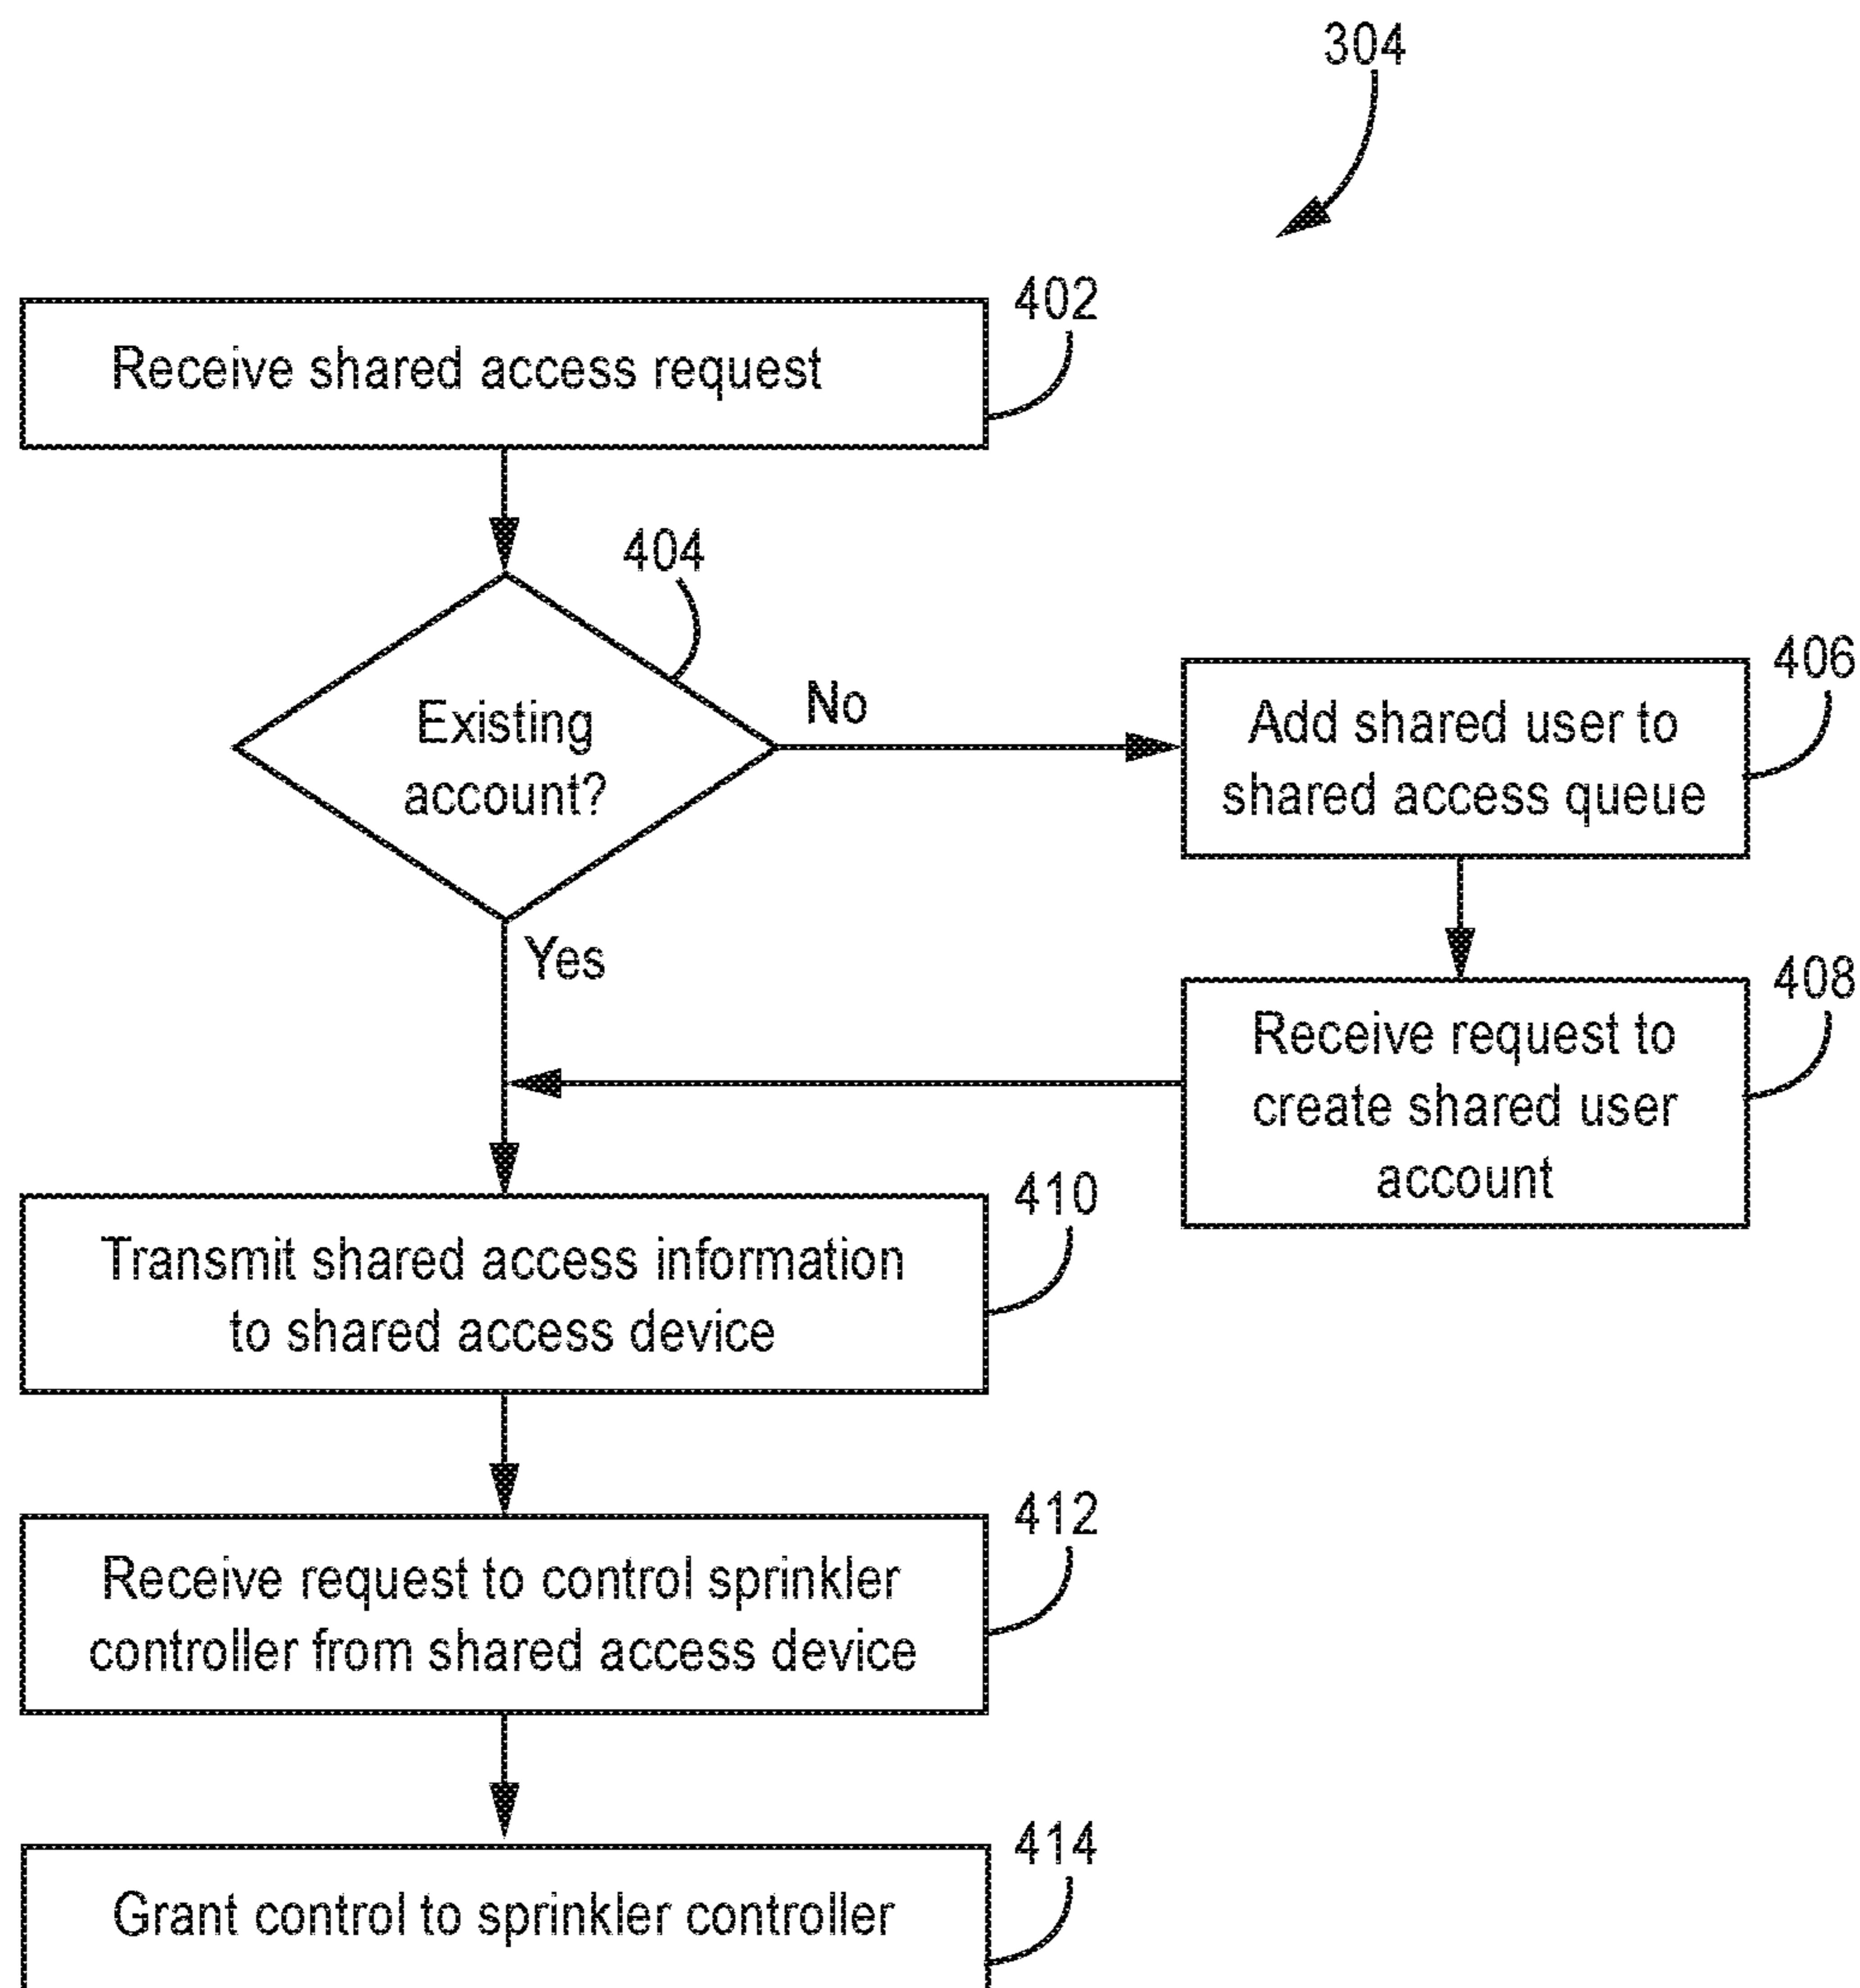 304
402
Receive shared access request
404
Existing
account?
No
406
Add shared user to
shared access queue
Yes
408
Receive request to
create shared user
account
410
Transmit shared access information
to shared access device
412
Receive request to control sprinkler
controller from shared access device
414
Grant control to sprinkler controller